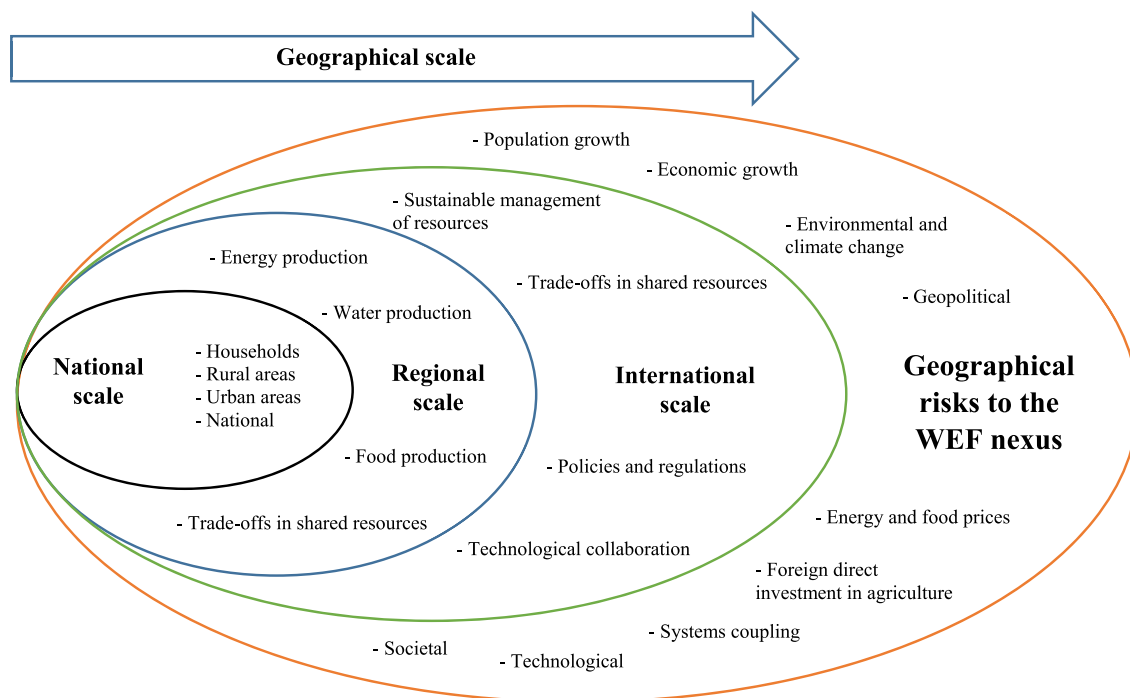 Geographical scale
- Population growth
- Economic growth
- Sustainable management
of resources
- Environmental and
climate change
- Energy production
- Trade-offs in shared resources
- Geopolitical
- Water production
National
scale
- Households
- Rural areas
- Urban areas
- National
Regional
scale
International
scale
Geographical
risks to the
WEF nexus
- Food production
- Policies and regulations
- Trade-offs in shared resources
- Energy and food prices
- Technological collaboration
- Foreign direct
investment in agriculture
- Systems coupling
- Societal
- Technological